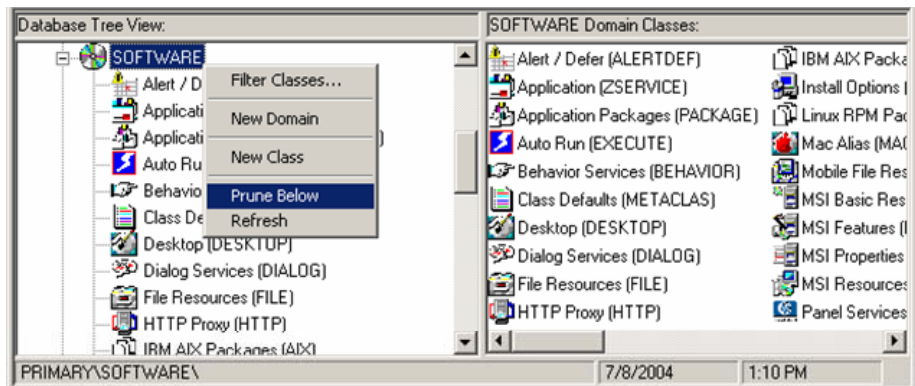 Database Tree View:
SOFTWARE
Alert / D
Applicati
Applicati
Auto Ru
Behavio
Class De
Desktop (DESKTOP)
Dialog Services (DIALOG)
File Resources (FILE)
HTTP Proxy (HTTP)
IBM AIX Packages (AIX)
Filter Classes...
New Domain
New Class
Prune Below
Refresh
SOFTWARE Domain Classes:
Alert / Defer (ALERTDEF)
Application (ZSERVICE)
Application Packages (PACKAGE)
Auto Run (EXECUTE)
Behavior Services (BEHAVIOR)
Class Defaults (METACLAS)
Desktop (DESKTOP)
Dialog Services (DIALOG)
File Resources (FILE)
HTTP Proxy (HTTP)
IBM AIX Packa
Install Options (
Linux RPM Pac
Mac Alias (MA
Mobile File Res
MSI Basic Res
MSI Features (
MSI Properties
MSI Resources
Panel Services
PRIMARY\SOFTWARE\
7/8/2004
1:10 PM